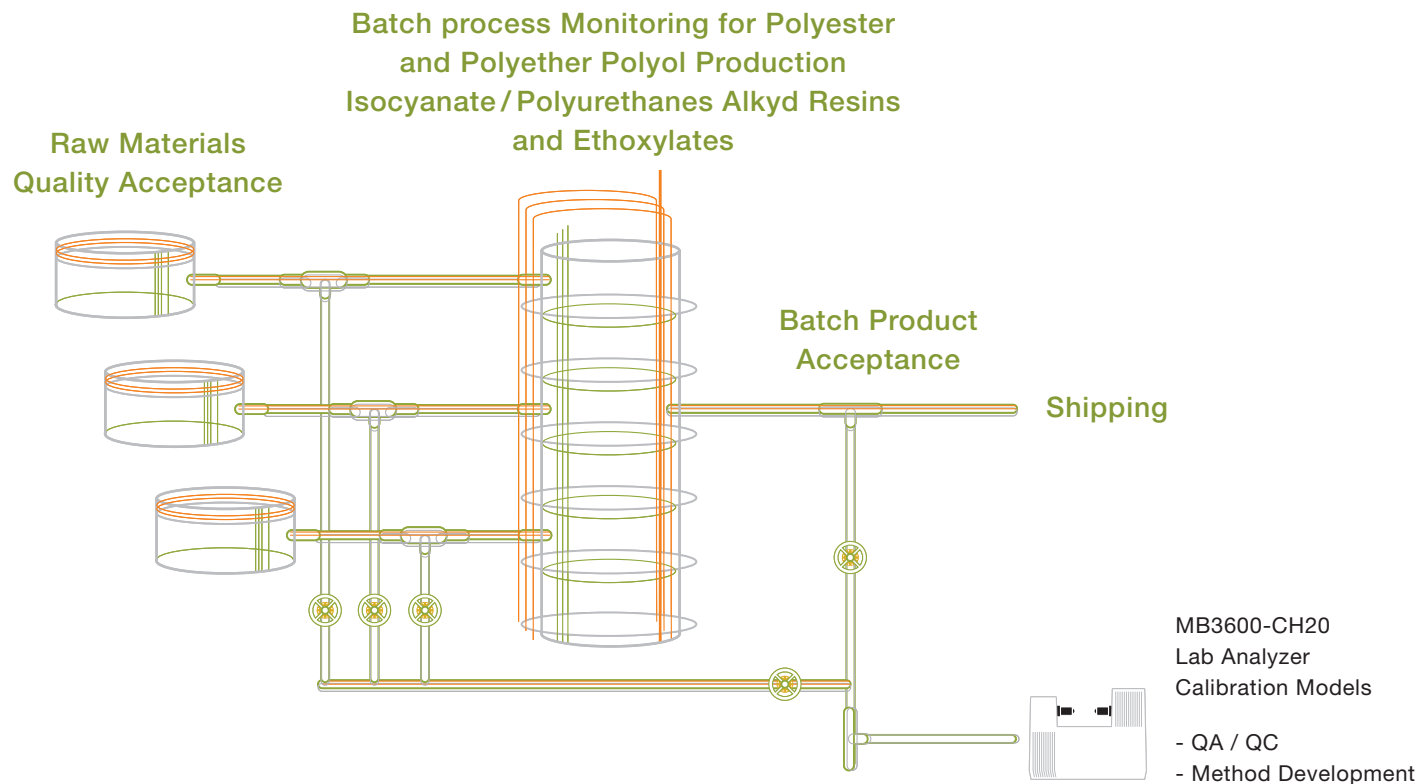 Batch process Monitoring for Polyester
and Polyether Polyol Production
Isocyanate / Polyurethanes Alkyd Resins
and Ethoxylates
Raw Materials
Quality Acceptance
Batch Product
Acceptance
Shipping
MB3600-CH20
Lab Analyzer
Calibration Models
- QA / QC
- Method Development